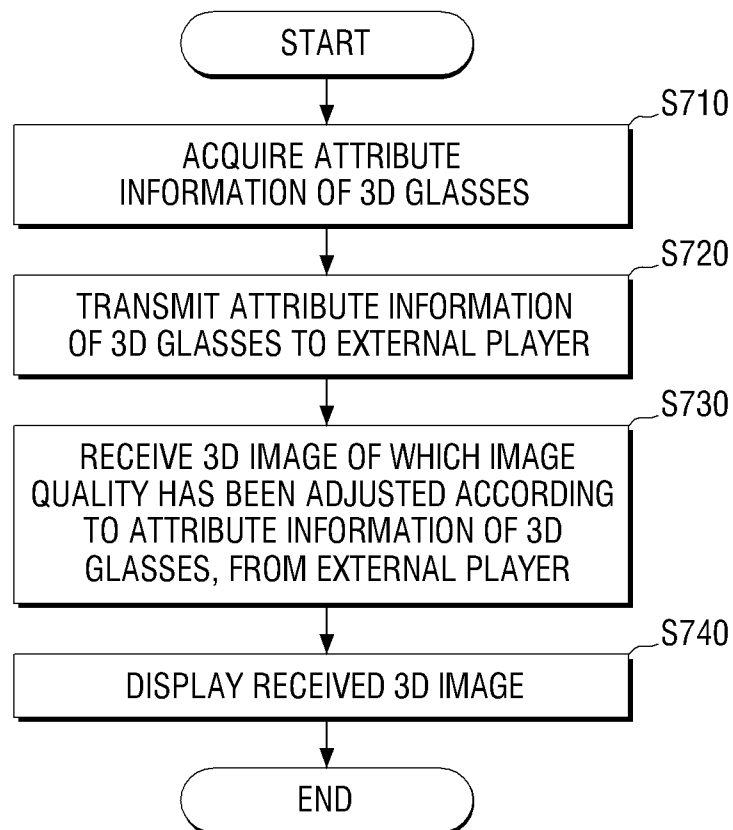 START
S710
ACQUIRE ATTRIBUTE
INFORMATION OF 3D GLASSES
S720
TRANSMIT ATTRIBUTE INFORMATION
OF 3D GLASSES TO EXTERNAL PLAYER
S730
RECEIVE 3D IMAGE OF WHICH IMAGE
QUALITY HAS BEEN ADJUSTED ACCORDING
TO ATTRIBUTE INFORMATION OF 3D
GLASSES, FROM EXTERNAL PLAYER
S740
DISPLAY RECEIVED 3D IMAGE
END